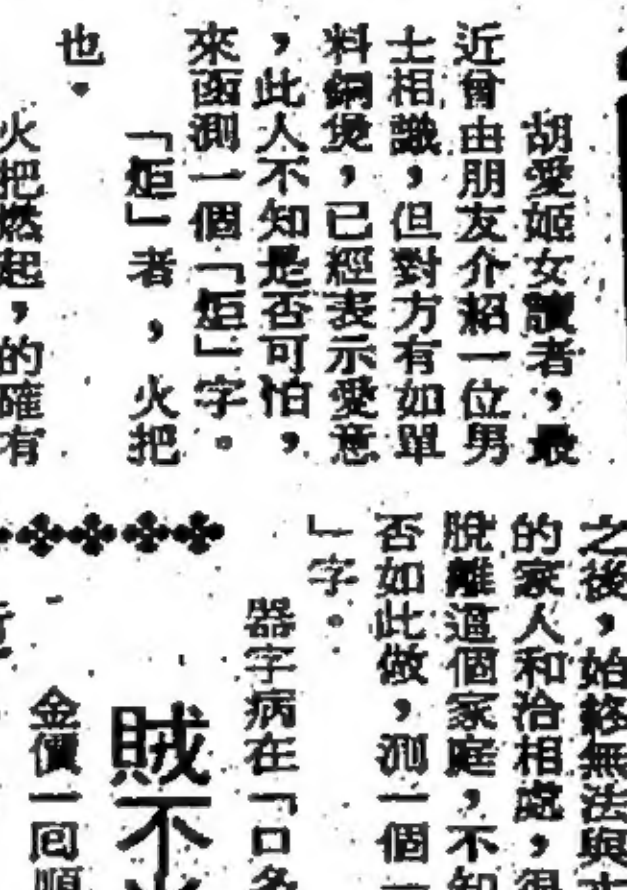 胡愛姬女讀者，最
近曾由朋友介紹一位男
士相識，但對方有如單
料銅煲，已經表示愛意
，此人不知是否可怕，
來函測一個「炬」字。
「炬」者，火把
也。
火把燃起，的確有
之後，始終無法與
的家人和洽相處，很
脫離這個家庭，不知
否如此做，測一個
」字。
器字病在「口多
賊不
金價一回順